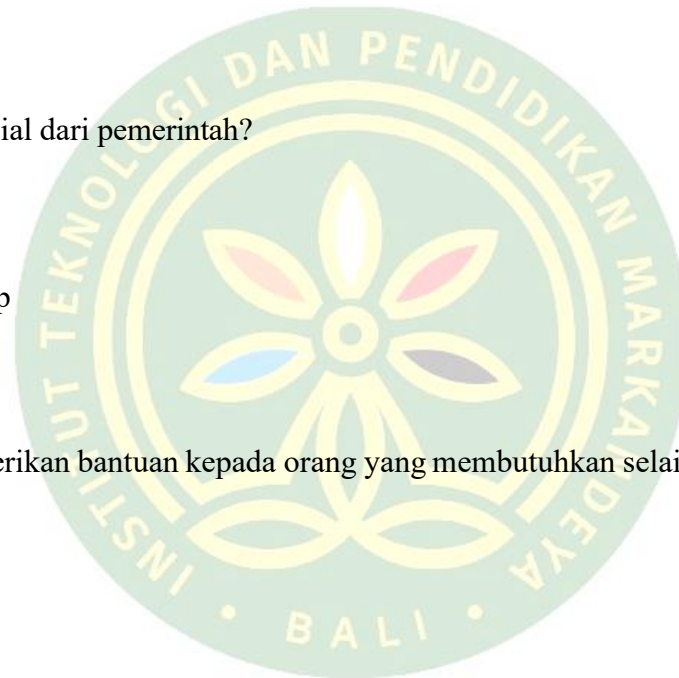 ial dari pemerintah?
p
erikan bantuan kepada orang yang membutuhkan selai
INSTITUT TEKNOLOGI DAN PENDIDIKAN MARKANDEYA
• BALI •